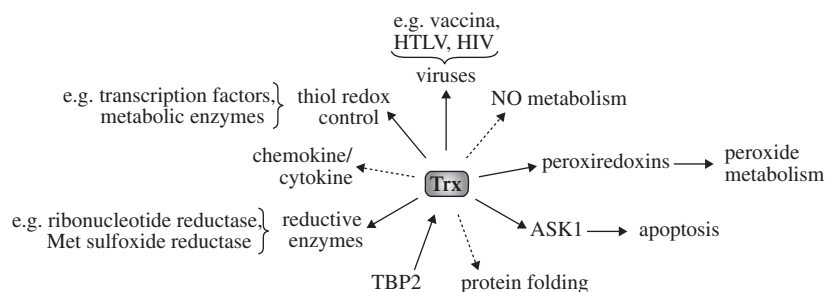 e.g. vaccina,
HTLV, HIV
viruses
e.g. transcription factors,
metabolic enzymes
thiol redox
control
NO metabolism
chemokine/
cytokine
Trx
peroxiredoxins
peroxide
metabolism
e.g. ribonucleotide reductase,
Met sulfoxide reductase
reductive
enzymes
ASK1
apoptosis
TBP2
protein folding